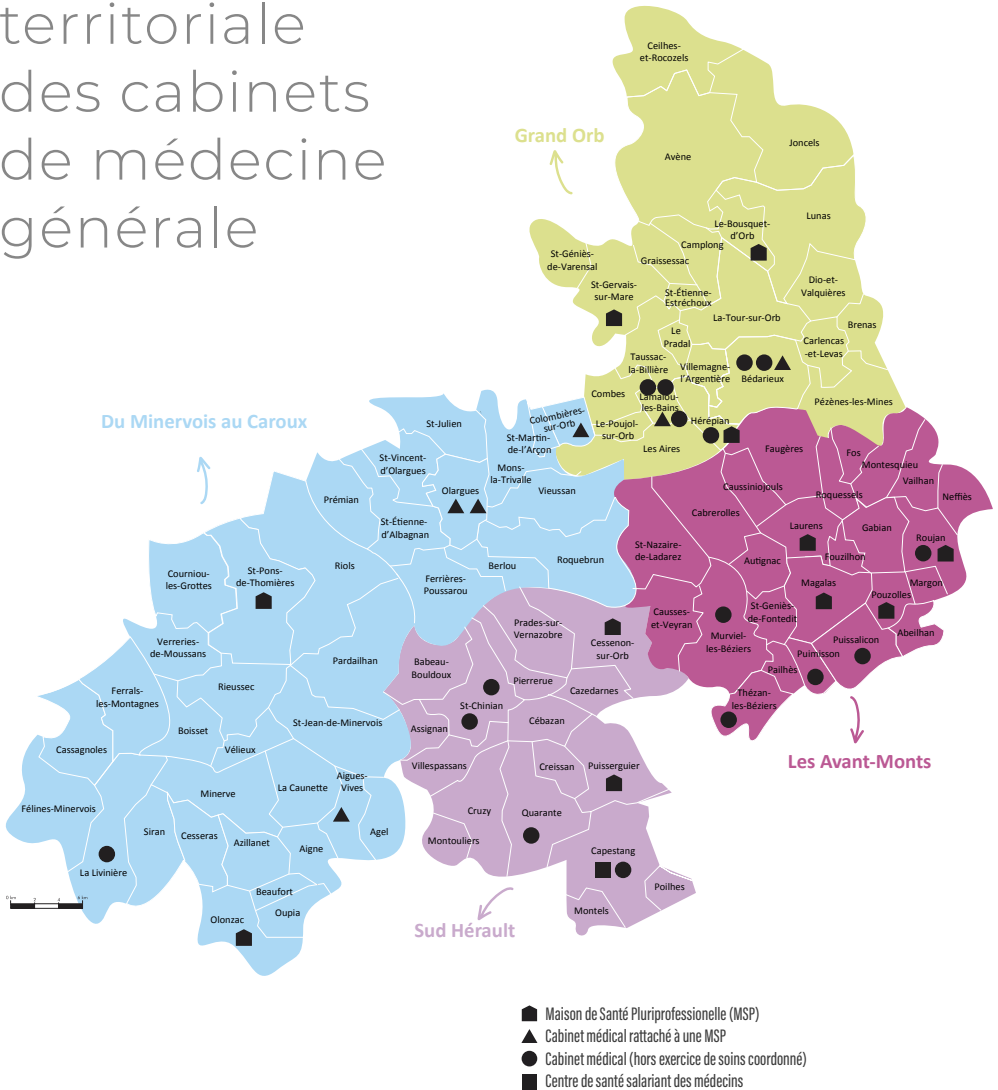 territoriale
des cabinets
de médecine
générale
Grand Orb
Ceilhes-
et-Rocozels
Avène
Joncels
Lunas
Le-Bousquet-
d'Orb
Camplong
Graissessac
St-Géniès-
de-Varensal
St-Gervais-
sur-Mare
St-Étienne-
Estréchoux
Dio-et-
Valquières
La-Tour-sur-Orb
Brenas
Le
Pradal
Carlencas
-et-Levas
Taussac-
la-Billière
Villemagne-
l'Argentière
Bédarieux
Combes
Lamalou-
les-Bains
Pézènes-les-Mines
Le-Poujol-
sur-Orb
Hérépian
Les Aires
Du Minervois au Caroux
St-Julien
Colombières-
sur-Orb
St-Martin-
de-l'Arçon
St-Vincent-
d'Olargues
Mons-
la-Trivalle
Olargues
Vieussan
Prémian
St-Étienne-
d'Albagnan
Roquebrun
Berlou
Riols
Ferrières-
Poussarou
Courniou-
les-Grottes
St-Pons-
de-Thomières
Verreries-
de-Moussans
Pardailhan
Rieussec
Ferrals-
les-Montagnes
Boisset
St-Jean-de-Minervois
Cassagnoles
Vélieux
Aigues-
Vives
La Caunette
Minerve
Félines-Minervois
Siran
Cesseras
Azillanet
Aigne
Agel
La Livinière
Beaufort
Oupia
Olonzac
0 km
2
4
6 km
Faugères
Fos
Montesquieu
Vailhan
Neffiès
Caussiniojouls
Roquessels
Cabrerolles
Laurens
Gabian
Roujan
St-Nazaire-
de-Ladarez
Autignac
Fouzilhon
Magalas
Margon
Pouzolles
Causses-
et-Veyran
St-Geniès-
de-Fontedit
Murviel-
les-Béziers
Puissalicon
Abeilhan
Puimisson
Pailhès
Thézan-
les-Béziers
Les Avant-Monts
Prades-sur-
Vernazobre
Cessenon-
sur-Orb
Babeau-
Bouldoux
Pierrerue
Cazedarnes
St-Chinian
Assignan
Cébazan
Villespassans
Creissan
Puisserguier
Cruzy
Quarante
Montouliers
Capestang
Poilhes
Montels
Sud Hérault
Maison de Santé Pluriprofessionelle (MSP)
Cabinet médical rattaché à une MSP
Cabinet médical (hors exercice de soins coordonné)
Centre de santé salariant des médecins